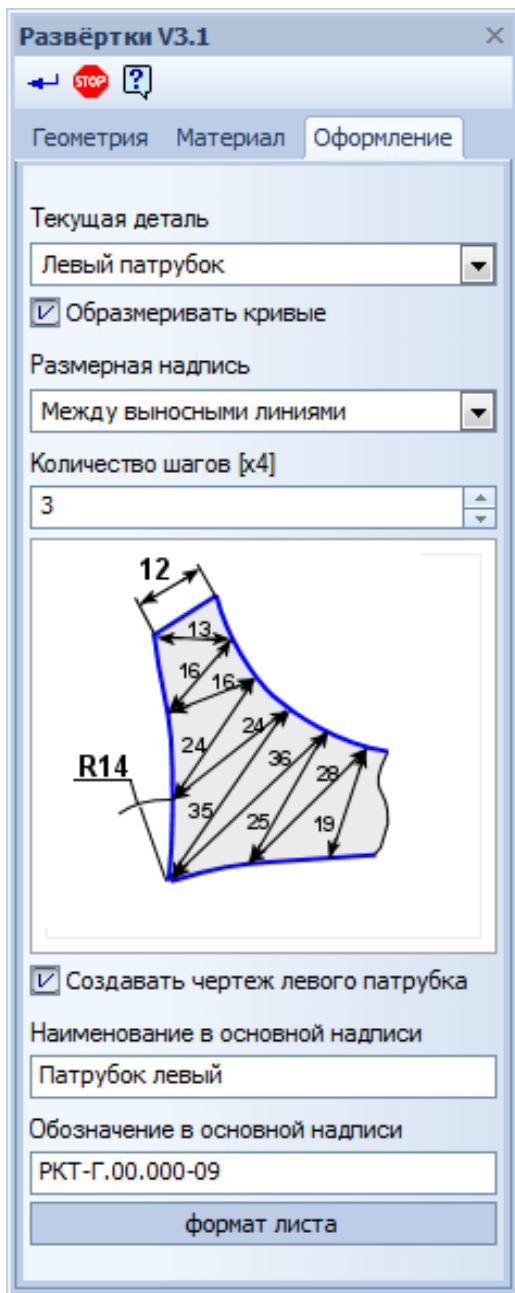 Развёртки V3.1
STOP
Геометрия Материал Оформление
Текущая деталь
Левый патрубок
Образмеривать кривые
Размерная надпись
Между выносными линиями
Количество шагов [x4]
3
12
13
16
16
24
24
36
R14
28
35
25
19
Создавать чертеж левого патрубка
Наименование в основной надписи
Патрубок левый
Обозначение в основной надписи
РКТ-Г.00.000-09
формат листа